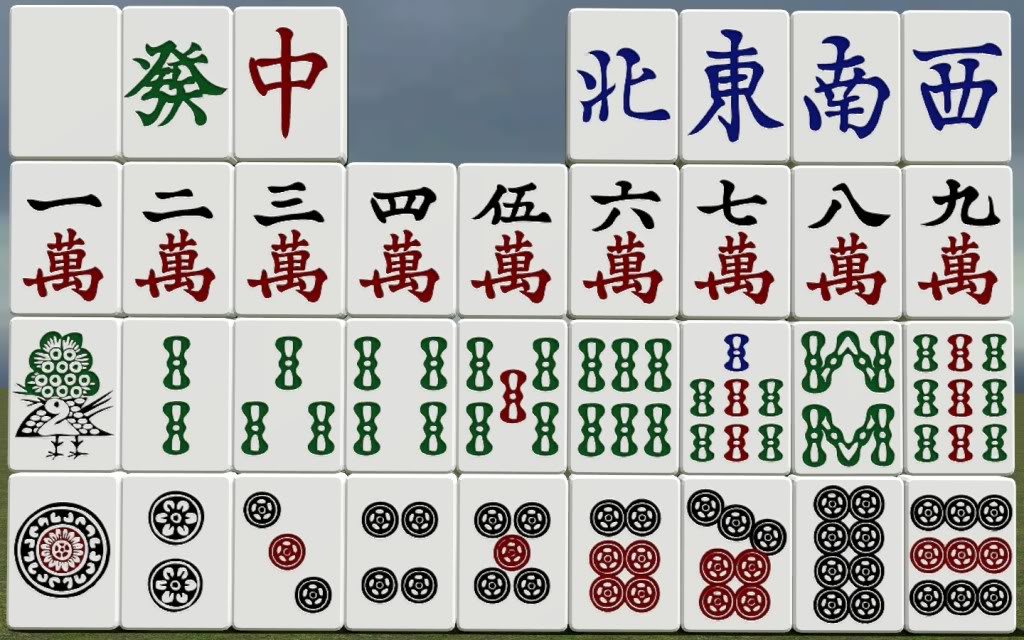 發 中 北 東 南 西
一 二 三 四 伍 六 七 八 九
萬 萬 萬 萬 萬 萬 萬 萬 萬